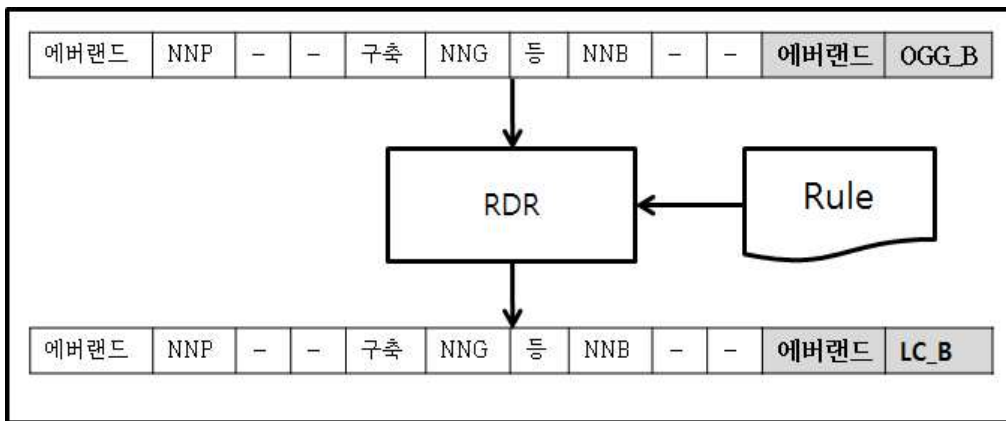 에버랜드 NNP - - 구축 NNG 등 NNB - - 에버랜드 OGG_B
RDR
Rule
에버랜드 NNP - - 구축 NNG 등 NNB - - 에버랜드 LC_B